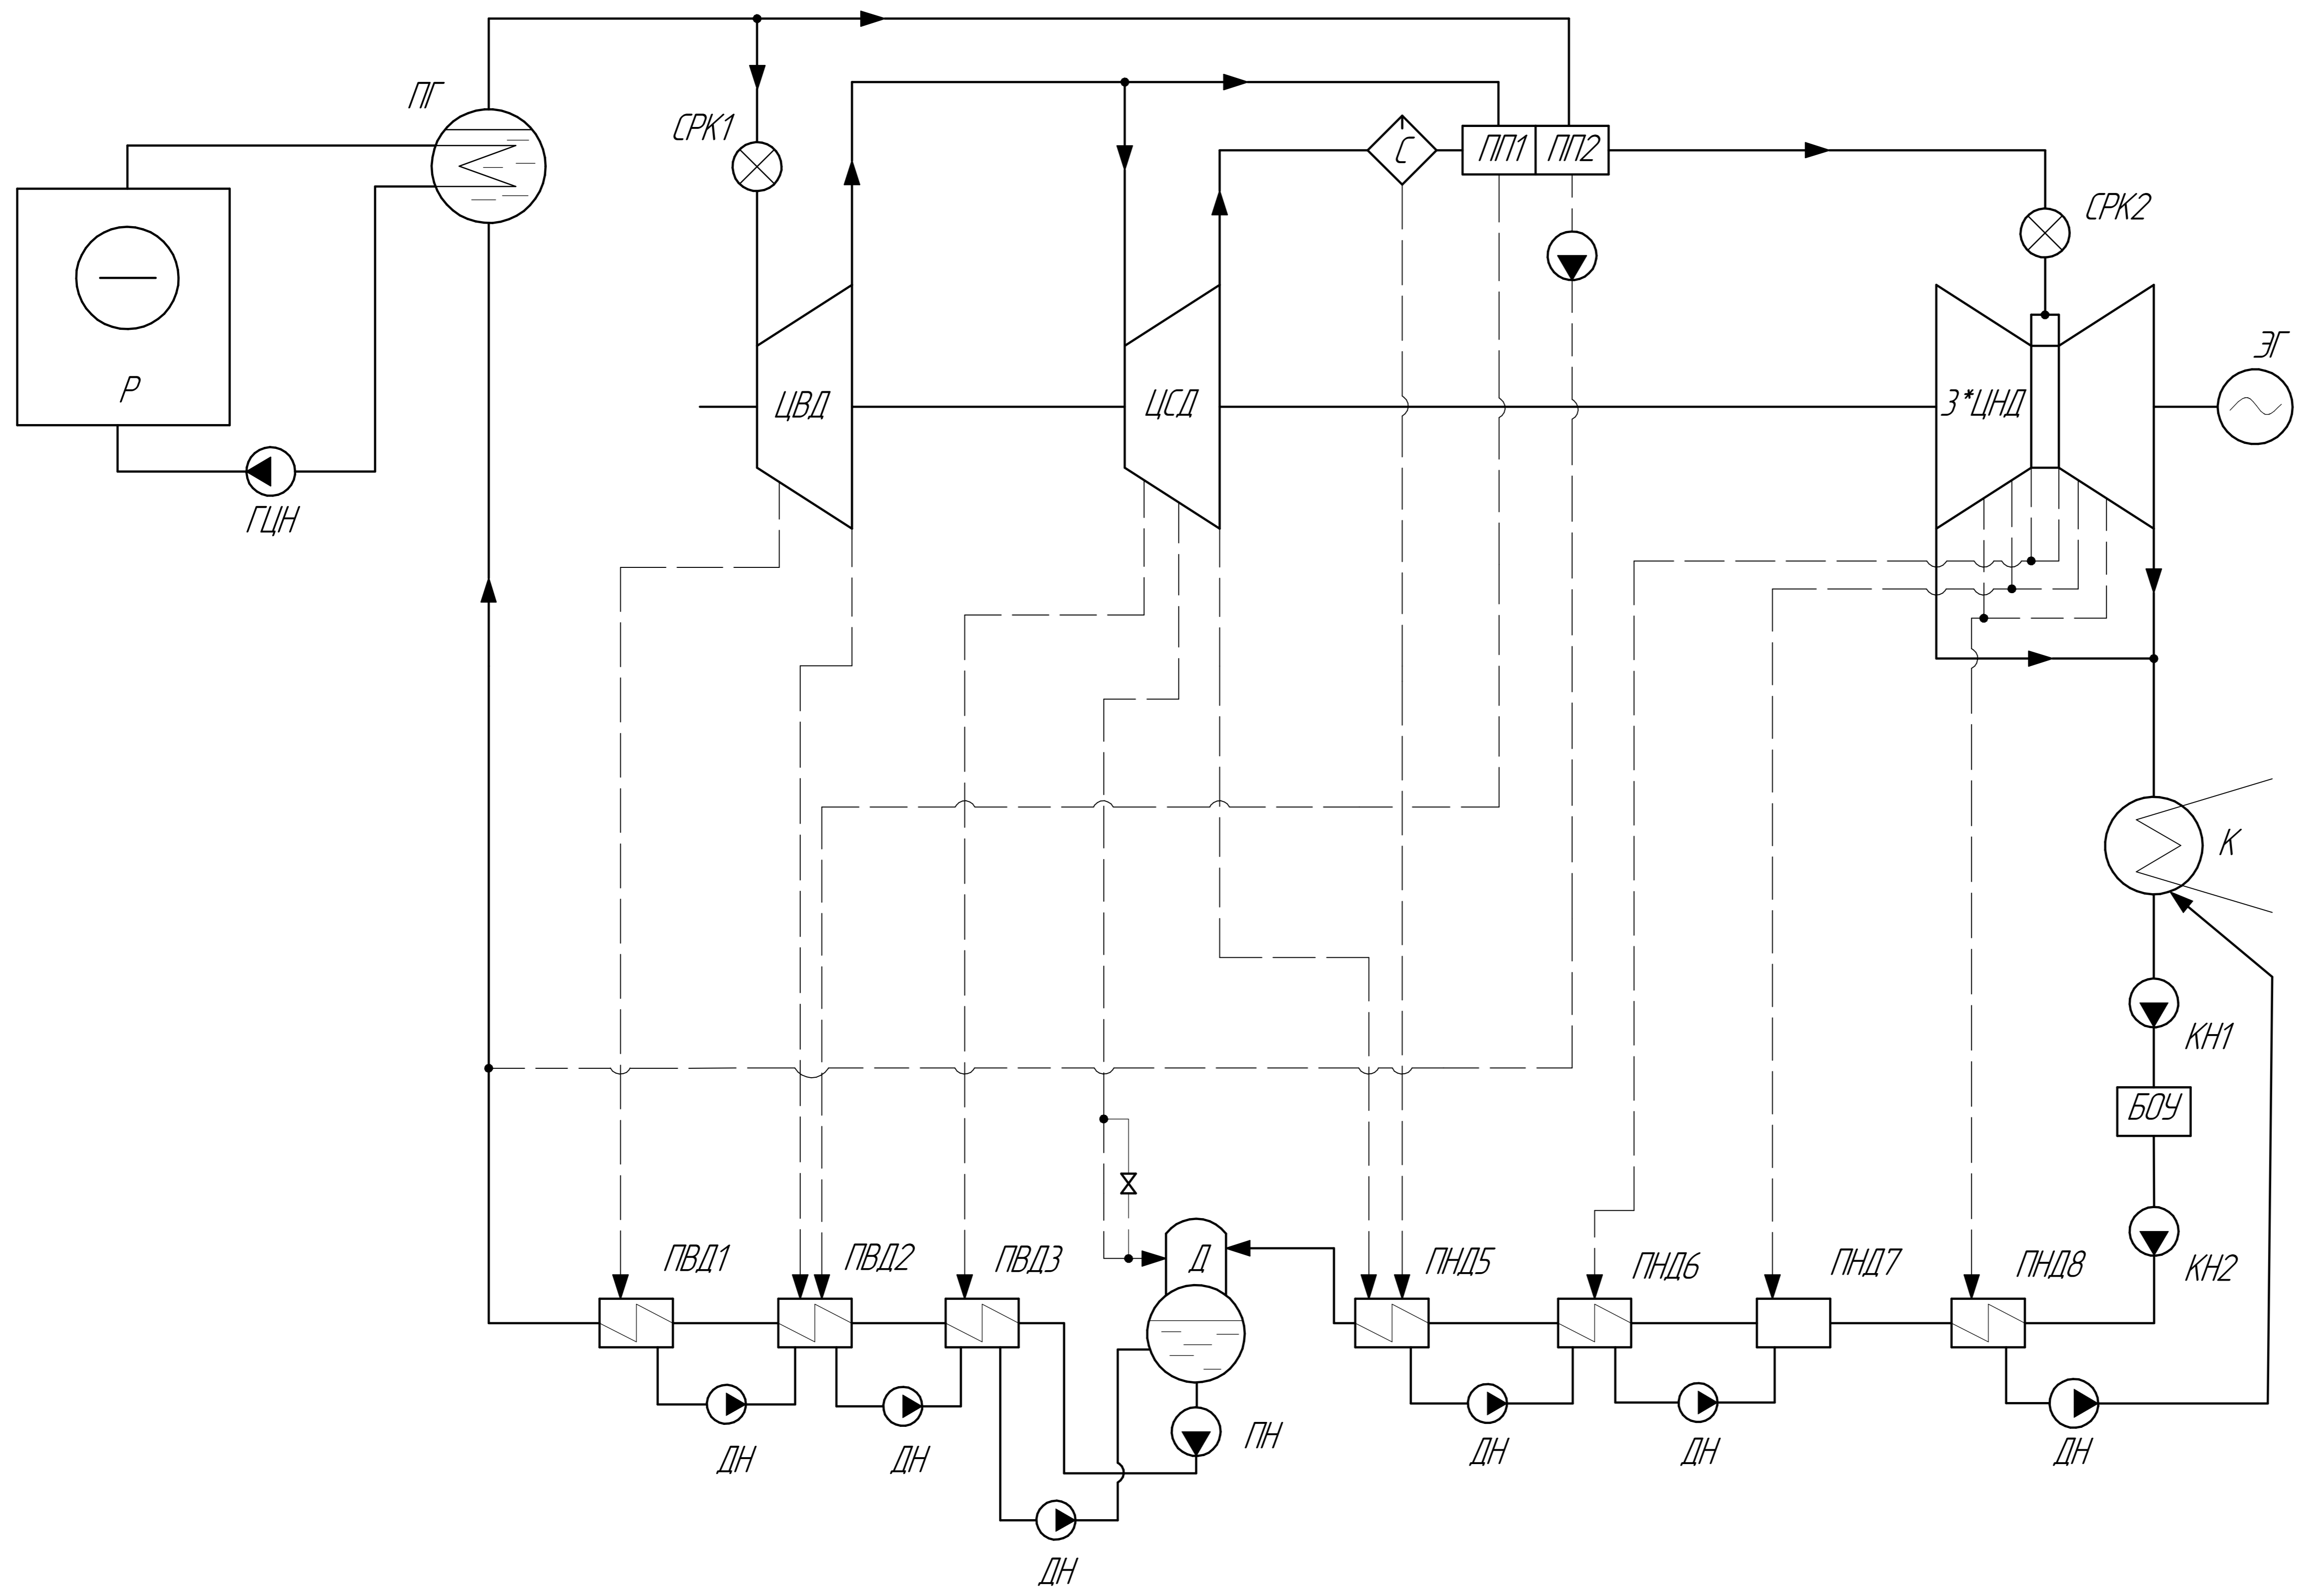 ПГ
СРК1
С
ПП1
ПП2
СРК2
Р
ГЦН
ЦВД
ЦСД
3*ЦНД
ЭГ
К
КН1
БОУ
КН2
ПВД1
ПВД2
ПВД3
Д
ПНД5
ПНД6
ПНД7
ПНД8
ДН
ДН
ПН
ДН
ДН
ДН
ДН